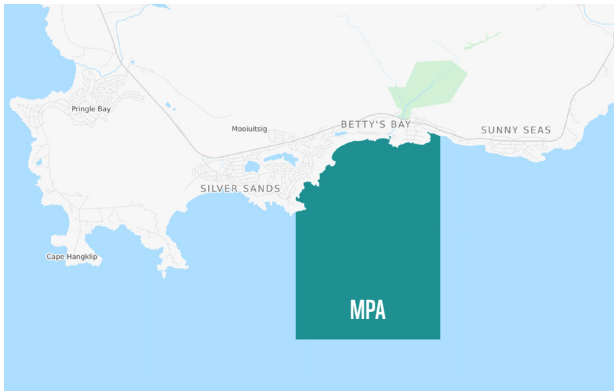 Pringle Bay
Mooiuitsig
BETTY'S BAY
SUNNY SEAS
SILVER SANDS
Cape Hangklip
MPA